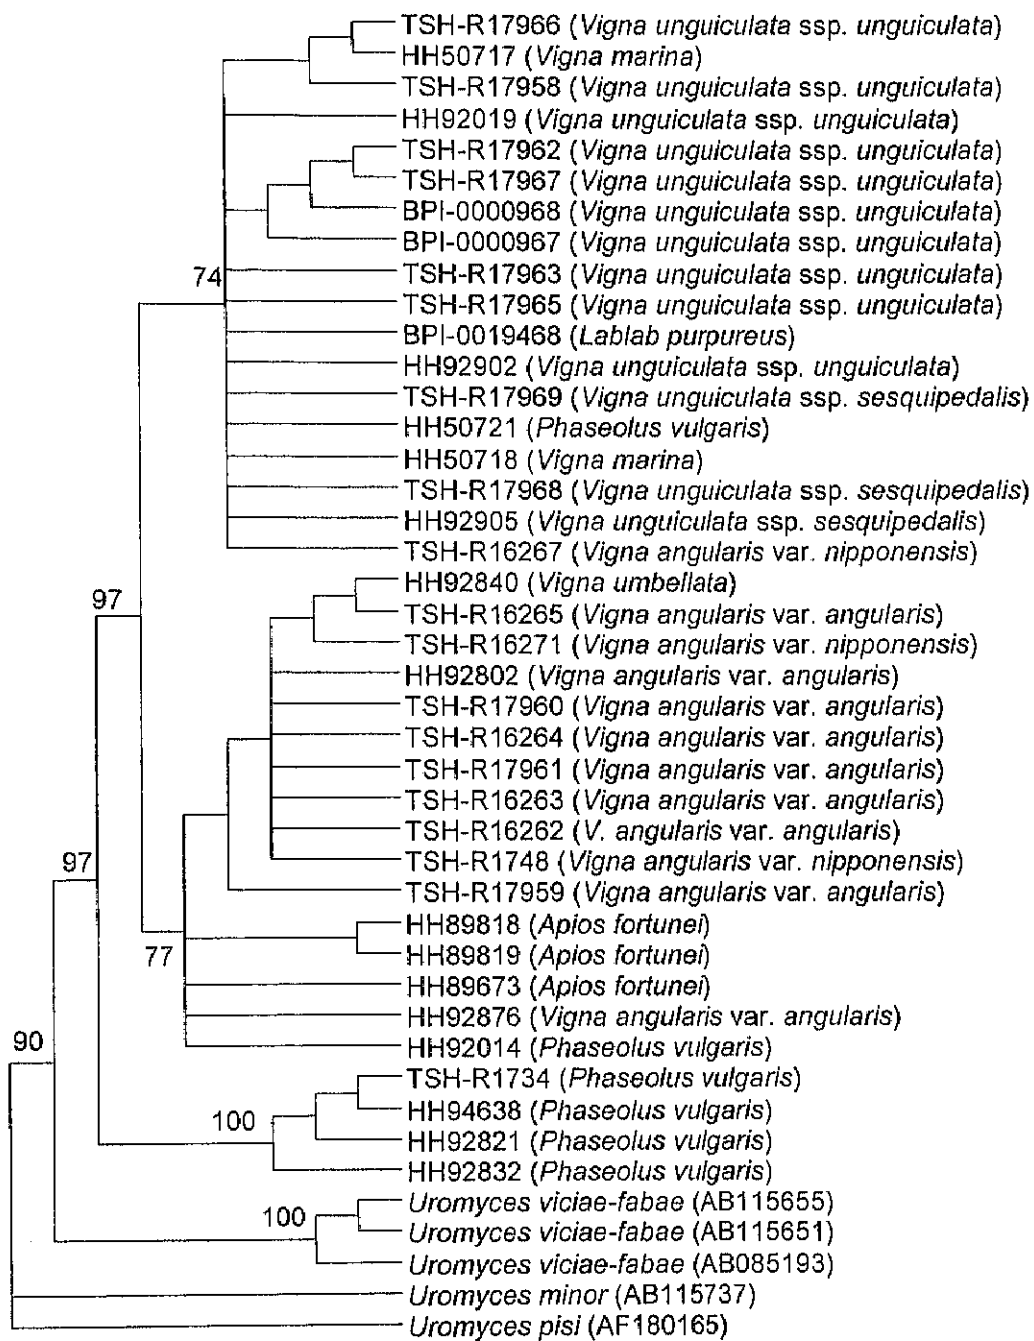 TSH-R17966 (Vigna unguiculata ssp. unguiculata)
HH50717 (Vigna marina)
TSH-R17958 (Vigna unguiculata ssp. unguiculata)
HH92019 (Vigna unguiculata ssp. unguiculata)
TSH-R17962 (Vigna unguiculata ssp. unguiculata)
TSH-R17967 (Vigna unguiculata ssp. unguiculata)
BPI-0000968 (Vigna unguiculata ssp. unguiculata)
BPI-0000967 (Vigna unguiculata ssp. unguiculata)
TSH-R17963 (Vigna unguiculata ssp. unguiculata)
74
TSH-R17965 (Vigna unguiculata ssp. unguiculata)
BPI-0019468 (Lablab purpureus)
HH92902 (Vigna unguiculata ssp. unguiculata)
TSH-R17969 (Vigna unguiculata ssp. sesquipedalis)
HH50721 (Phaseolus vulgaris)
HH50718 (Vigna marina)
TSH-R17968 (Vigna unguiculata ssp. sesquipedalis)
HH92905 (Vigna unguiculata ssp. sesquipedalis)
TSH-R16267 (Vigna angularis var. nipponensis)
HH92840 (Vigna umbellata)
97
TSH-R16265 (Vigna angularis var. angularis)
TSH-R16271 (Vigna angularis var. nipponensis)
HH92802 (Vigna angularis var. angularis)
TSH-R17960 (Vigna angularis var. angularis)
TSH-R16264 (Vigna angularis var. angularis)
TSH-R17961 (Vigna angularis var. angularis)
TSH-R16263 (Vigna angularis var. angularis)
TSH-R16262 (V. angularis var. angularis)
97
TSH-R1748 (Vigna angularis var. nipponensis)
TSH-R17959 (Vigna angularis var. angularis)
HH89818 (Apios fortunei)
77
HH89819 (Apios fortunei)
HH89673 (Apios fortunei)
HH92876 (Vigna angularis var. angularis)
90
HH92014 (Phaseolus vulgaris)
TSH-R1734 (Phaseolus vulgaris)
HH94638 (Phaseolus vulgaris)
100
HH92821 (Phaseolus vulgaris)
HH92832 (Phaseolus vulgaris)
Uromyces viciae-fabae (AB115655)
100
Uromyces viciae-fabae (AB115651)
Uromyces viciae-fabae (AB085193)
Uromyces minor (AB115737)
Uromyces pisi (AF180165)